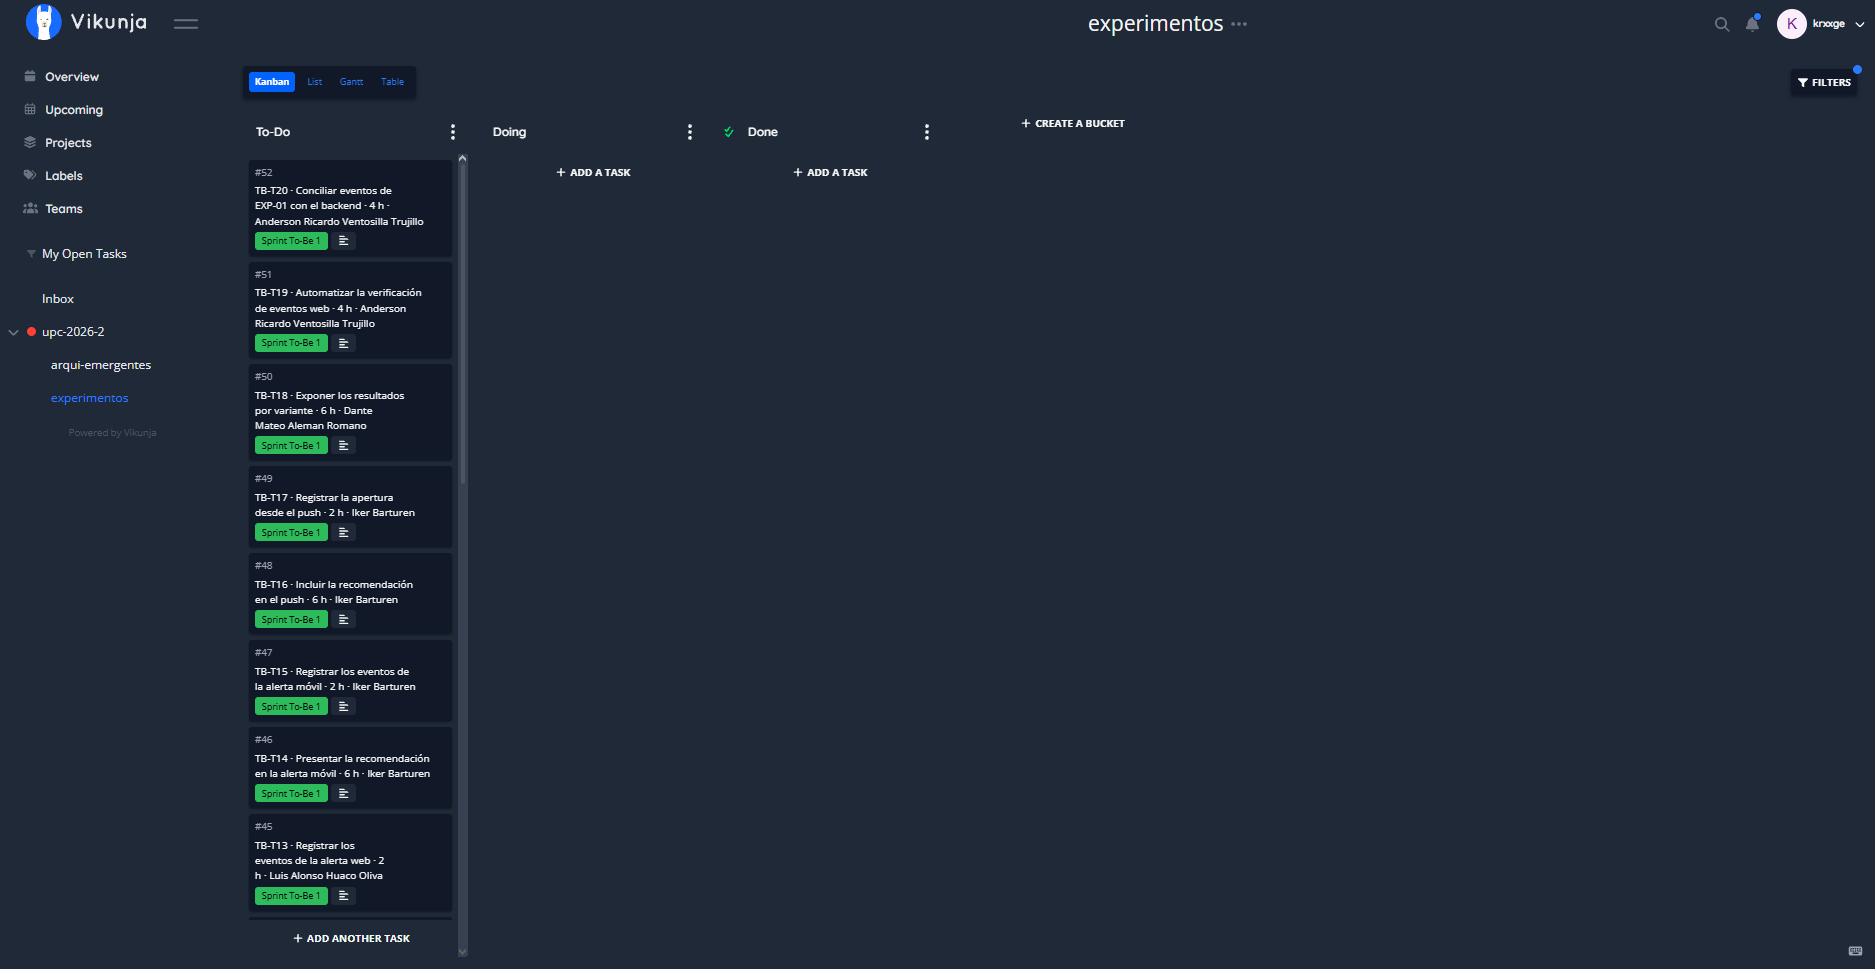 Vikunja
experimentos
krxxge
Overview
Upcoming
Projects
Labels
Teams
My Open Tasks
Inbox
upc-2026-2
arqui-emergentes
experimentos
Powered by Vikunja
Kanban
List
Gantt
Table
FILTERS
To-Do
#52
TB-T20 · Conciliar eventos de
EXP-01 con el backend · 4 h ·
Anderson Ricardo Ventosilla Trujillo
Sprint To-Be 1
#51
TB-T19 · Automatizar la verificación
de eventos web · 4 h · Anderson
Ricardo Ventosilla Trujillo
Sprint To-Be 1
#50
TB-T18 · Exponer los resultados
por variante · 6 h · Dante
Mateo Aleman Romano
Sprint To-Be 1
#49
TB-T17 · Registrar la apertura
desde el push · 2 h · Iker Barturen
Sprint To-Be 1
#48
TB-T16 · Incluir la recomendación
en el push · 6 h · Iker Barturen
Sprint To-Be 1
#47
TB-T15 · Registrar los eventos de
la alerta móvil · 2 h · Iker Barturen
Sprint To-Be 1
#46
TB-T14 · Presentar la recomendación
en la alerta móvil · 6 h · Iker Barturen
Sprint To-Be 1
#45
TB-T13 · Registrar los
eventos de la alerta web · 2
h · Luis Alonso Huaco Oliva
Sprint To-Be 1
+ ADD ANOTHER TASK
Doing
+ ADD A TASK
Done
+ ADD A TASK
+ CREATE A BUCKET
K